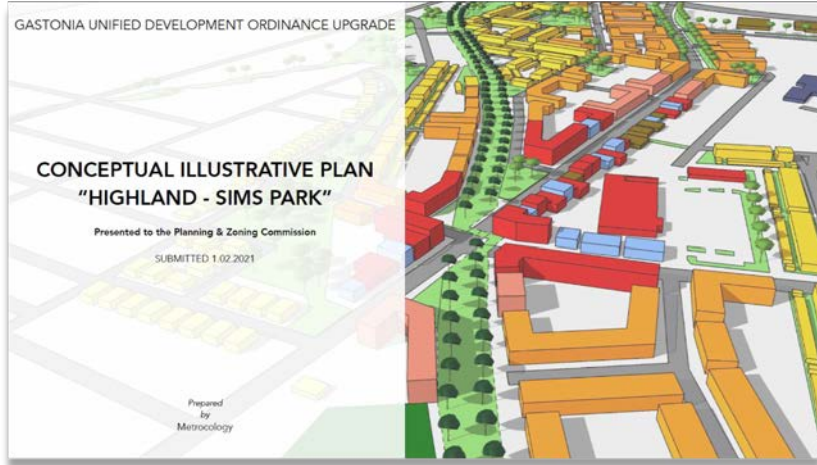 GASTONIA UNIFIED DEVELOPMENT ORDINANCE UPGRADE
CONCEPTUAL ILLUSTRATIVE PLAN
“HIGHLAND - SIMS PARK”
Presented to the Planning & Zoning Commission
SUBMITTED 1.02.2021
Prepared
by
Metrocology